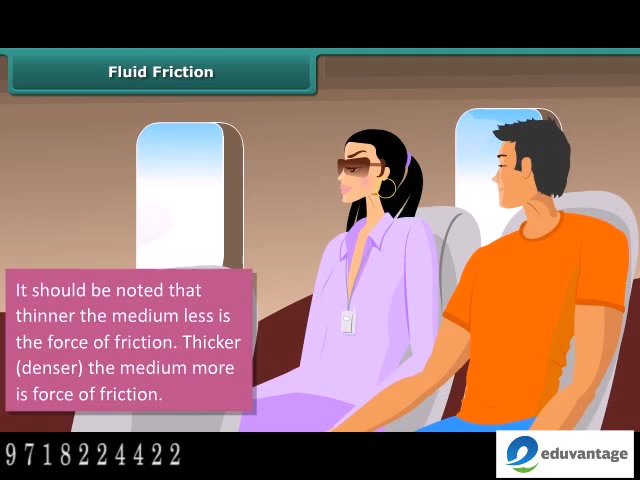 Fluid Friction
It should be noted that
thinner the medium less is
the force of friction. Thicker
(denser) the medium more
is force of friction.
9718224422
eduvantage